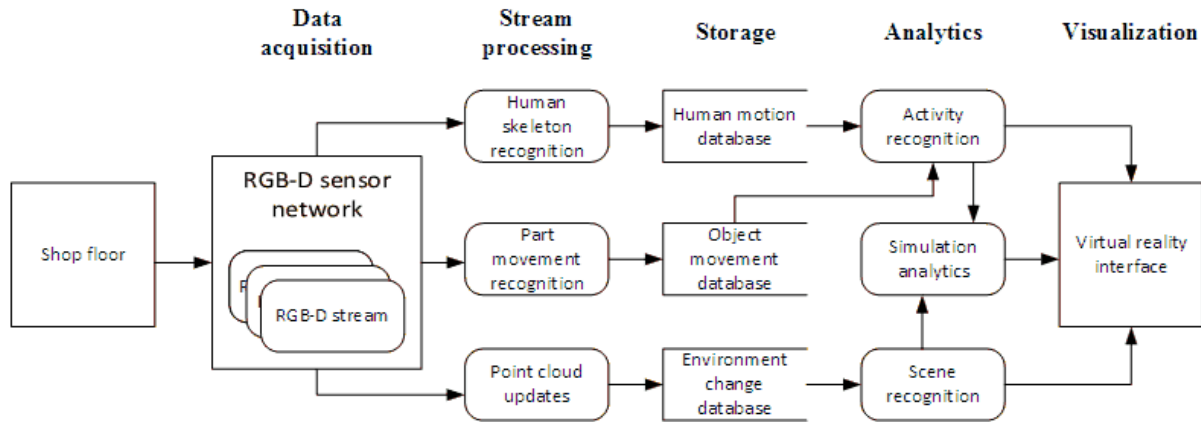 Data
acquisition
Stream
processing
Storage
Analytics
Visualization
Human
skeleton
recognition
Human motion
database
Activity
recognition
RGB-D sensor
network
Shop floor
Part
movement
recognition
Object
movement
database
Simulation
analytics
Virtual reality
interface
RGB-D stream
Point cloud
updates
Environment
change
database
Scene
recognition